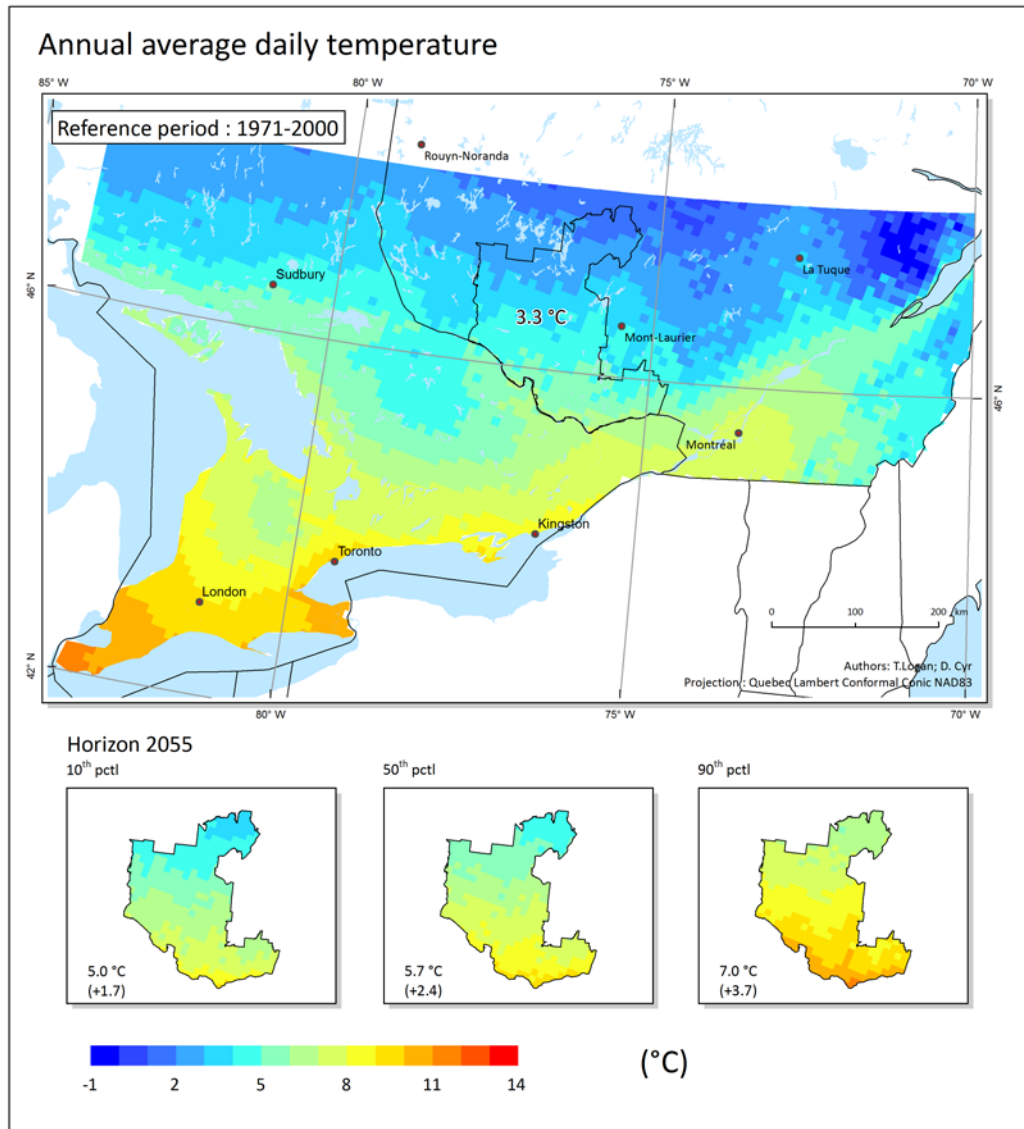 Annual average daily temperature
85° W 80° W 75° W 70° W
Reference period : 1971-2000
Rouyn-Noranda
La Tuque
Sudbury
46° N
3.3 °C
Mont-Laurier
46° N
Montréal
Kingston
Toronto
London
0 100 200 km
42° N
Authors: T.Logan; D. Cyr
Projection : Quebec Lambert Conformal Conic NAD83
80° W 75° W 70° W
Horizon 2055
10th pctl 50th pctl 90th pctl
5.0 °C
(+1.7)
5.7 °C
(+2.4)
7.0 °C
(+3.7)
(°C)
-1 2 5 8 11 14